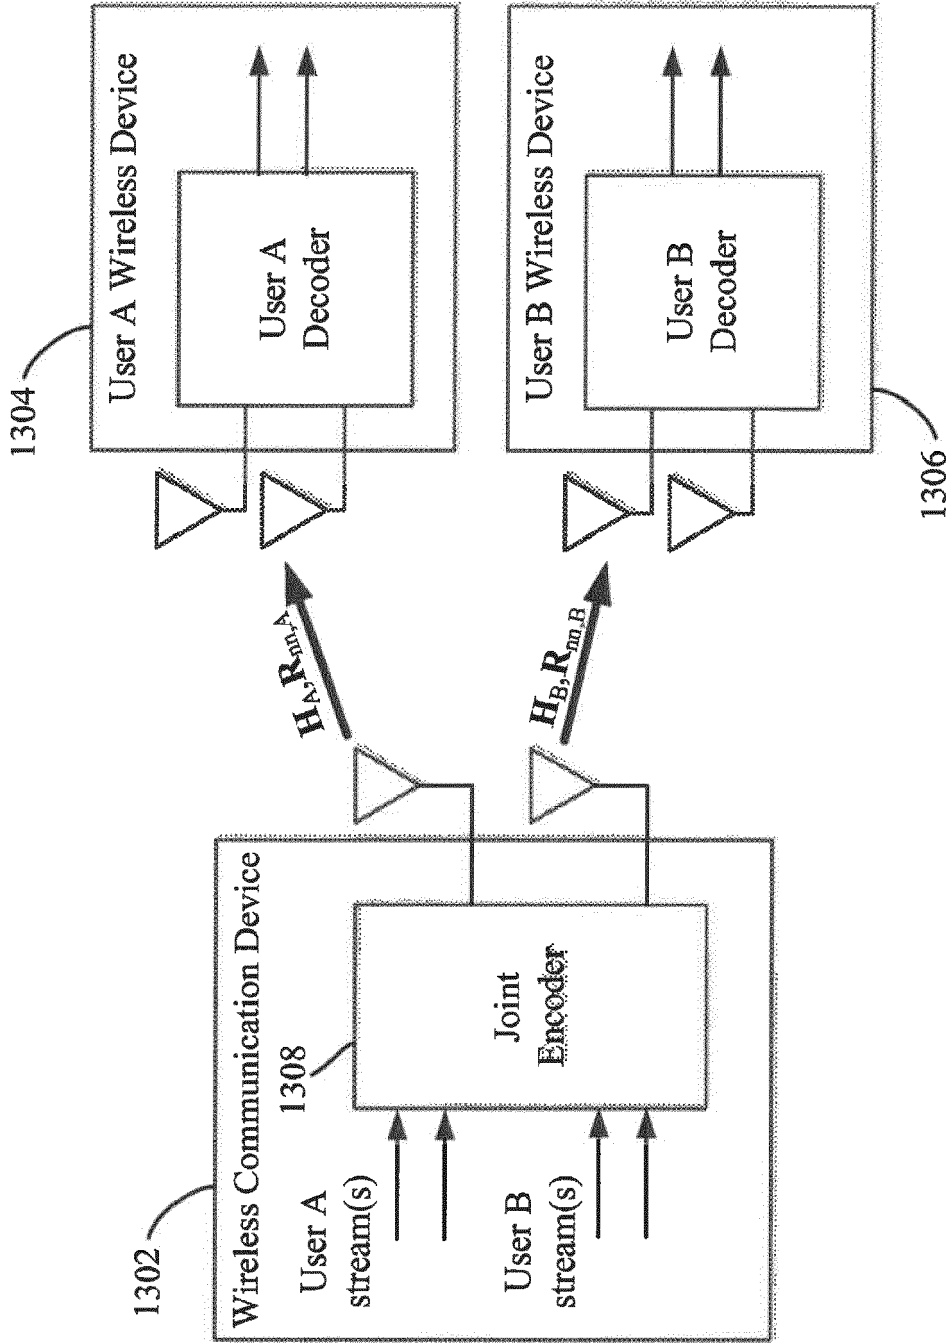 1302
Wireless Communication Device
User A
stream(s)
User B
stream(s)
1308
Joint
Encoder
H_A, R_nn,A
H_B, R_nn,B
1304
User A Wireless Device
User A
Decoder
User B Wireless Device
User B
Decoder
1306